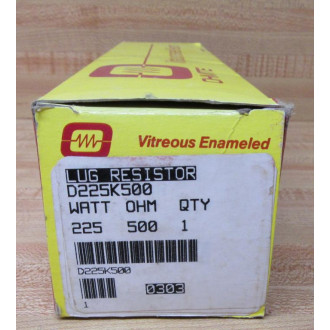 OHMITE
Vitreous Enameled
LUG RESISTOR
D225K500
WATT OHM QTY
225 500 1
D225K500
0303
1